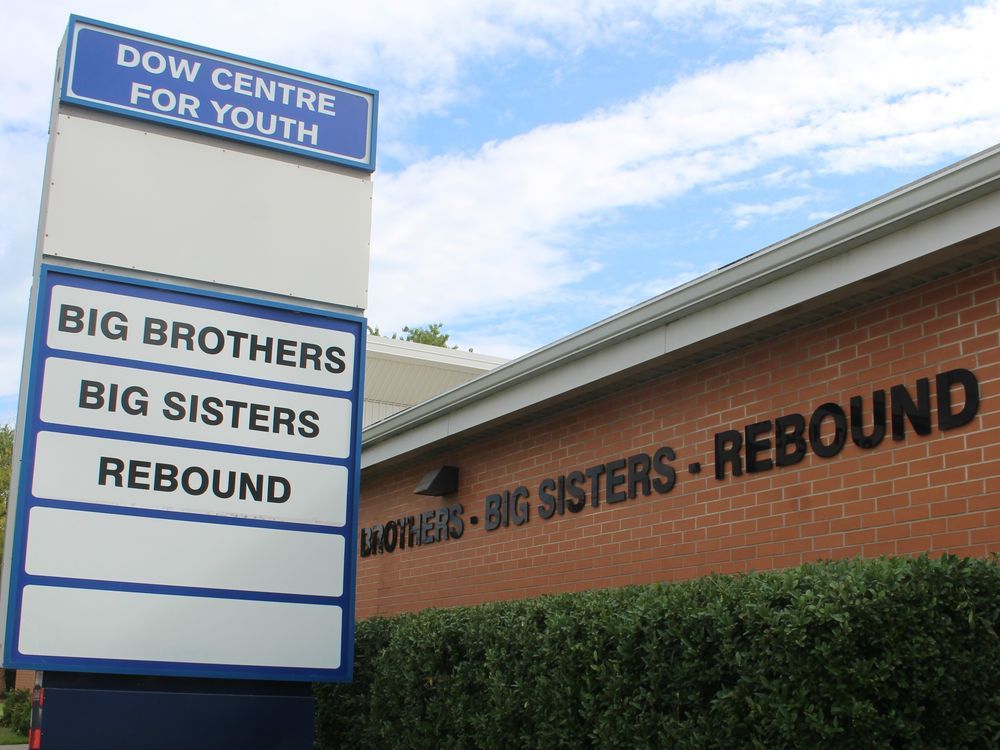 DOW CENTRE
FOR YOUTH
BIG BROTHERS
BIG SISTERS
REBOUND
BROTHERS - BIG SISTERS - REBOUND